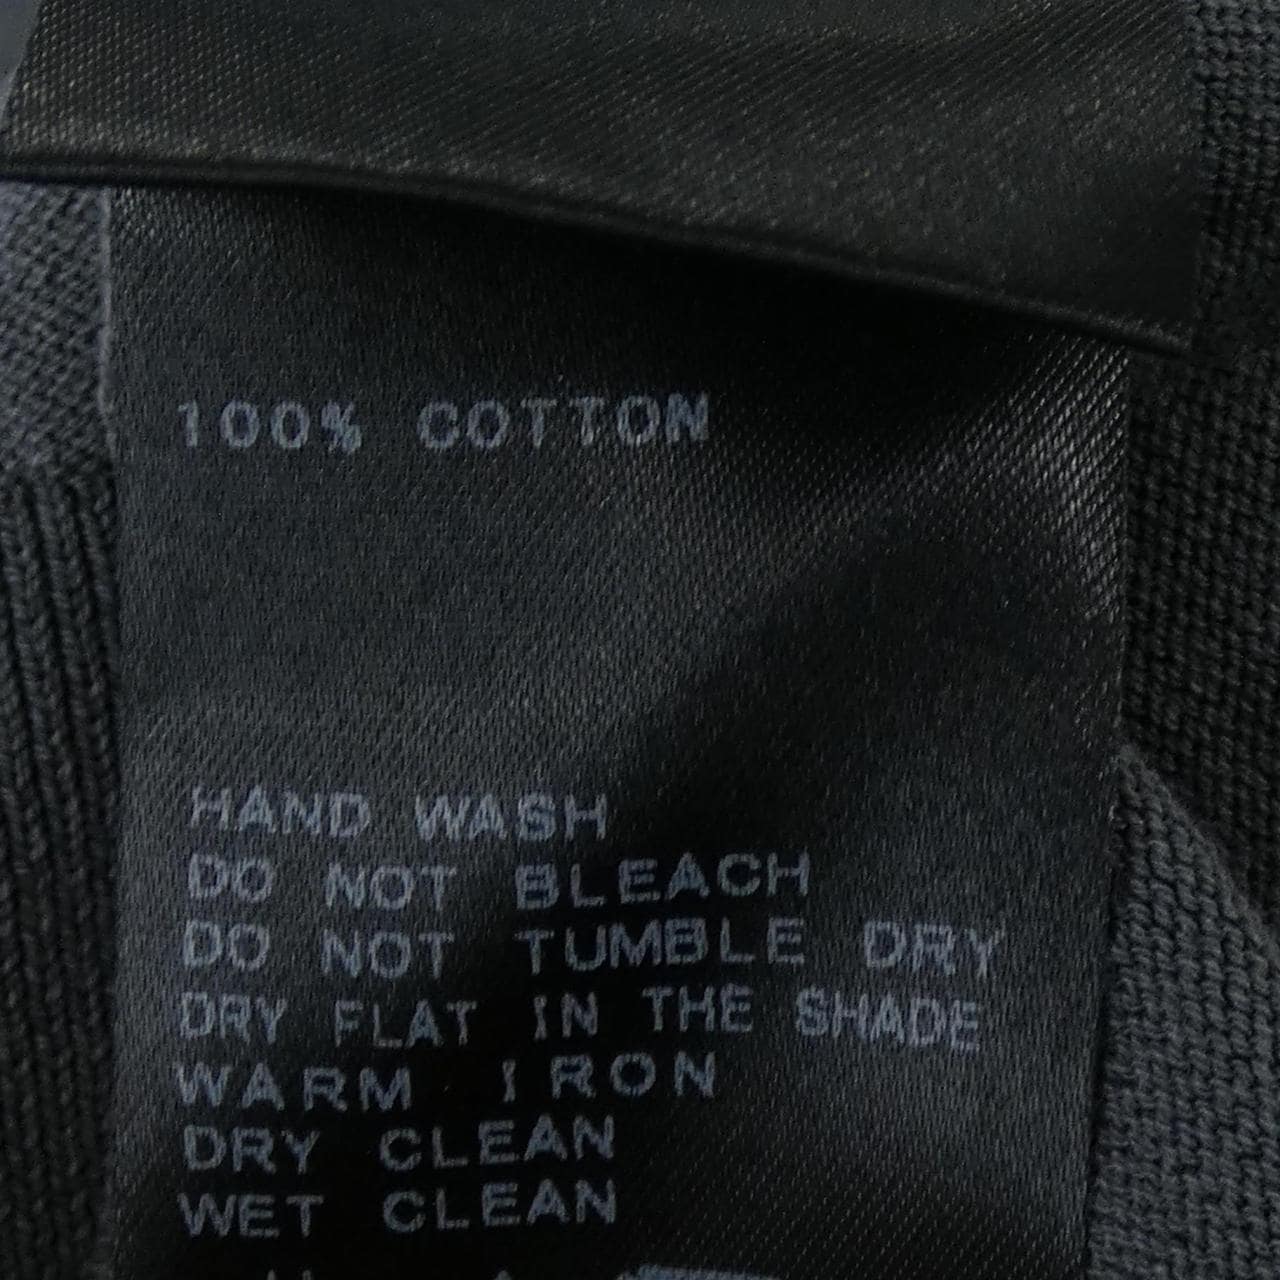 100% COTTON
HAND WASH
DO NOT BLEACH
DO NOT TUMBLE DRY
DRY FLAT IN THE SHADE
WARM IRON
DRY CLEAN
WET CLEAN